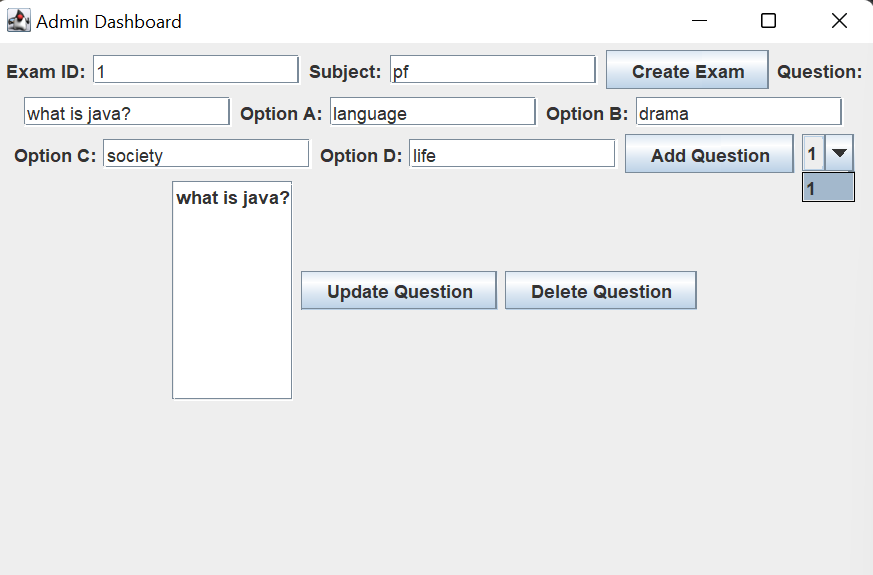 Admin Dashboard
Exam ID: 1 Subject: pf Create Exam Question:
what is java? Option A: language Option B: drama
Option C: society Option D: life Add Question 1
1
what is java?
Update Question Delete Question